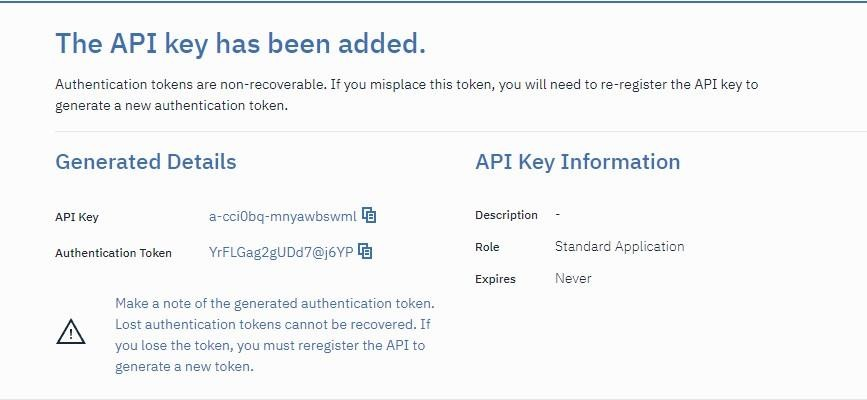 The API key has been added.
Authentication tokens are non-recoverable. If you misplace this token, you will need to re-register the API key to
generate a new authentication token.
Generated Details
API Key a-cci0bq-mnyawbswml
Authentication Token YrFLGag2gUDd7@j6YP
Make a note of the generated authentication token.
Lost authentication tokens cannot be recovered. If
you lose the token, you must reregister the API to
generate a new token.
API Key Information
Description -
Role Standard Application
Expires Never